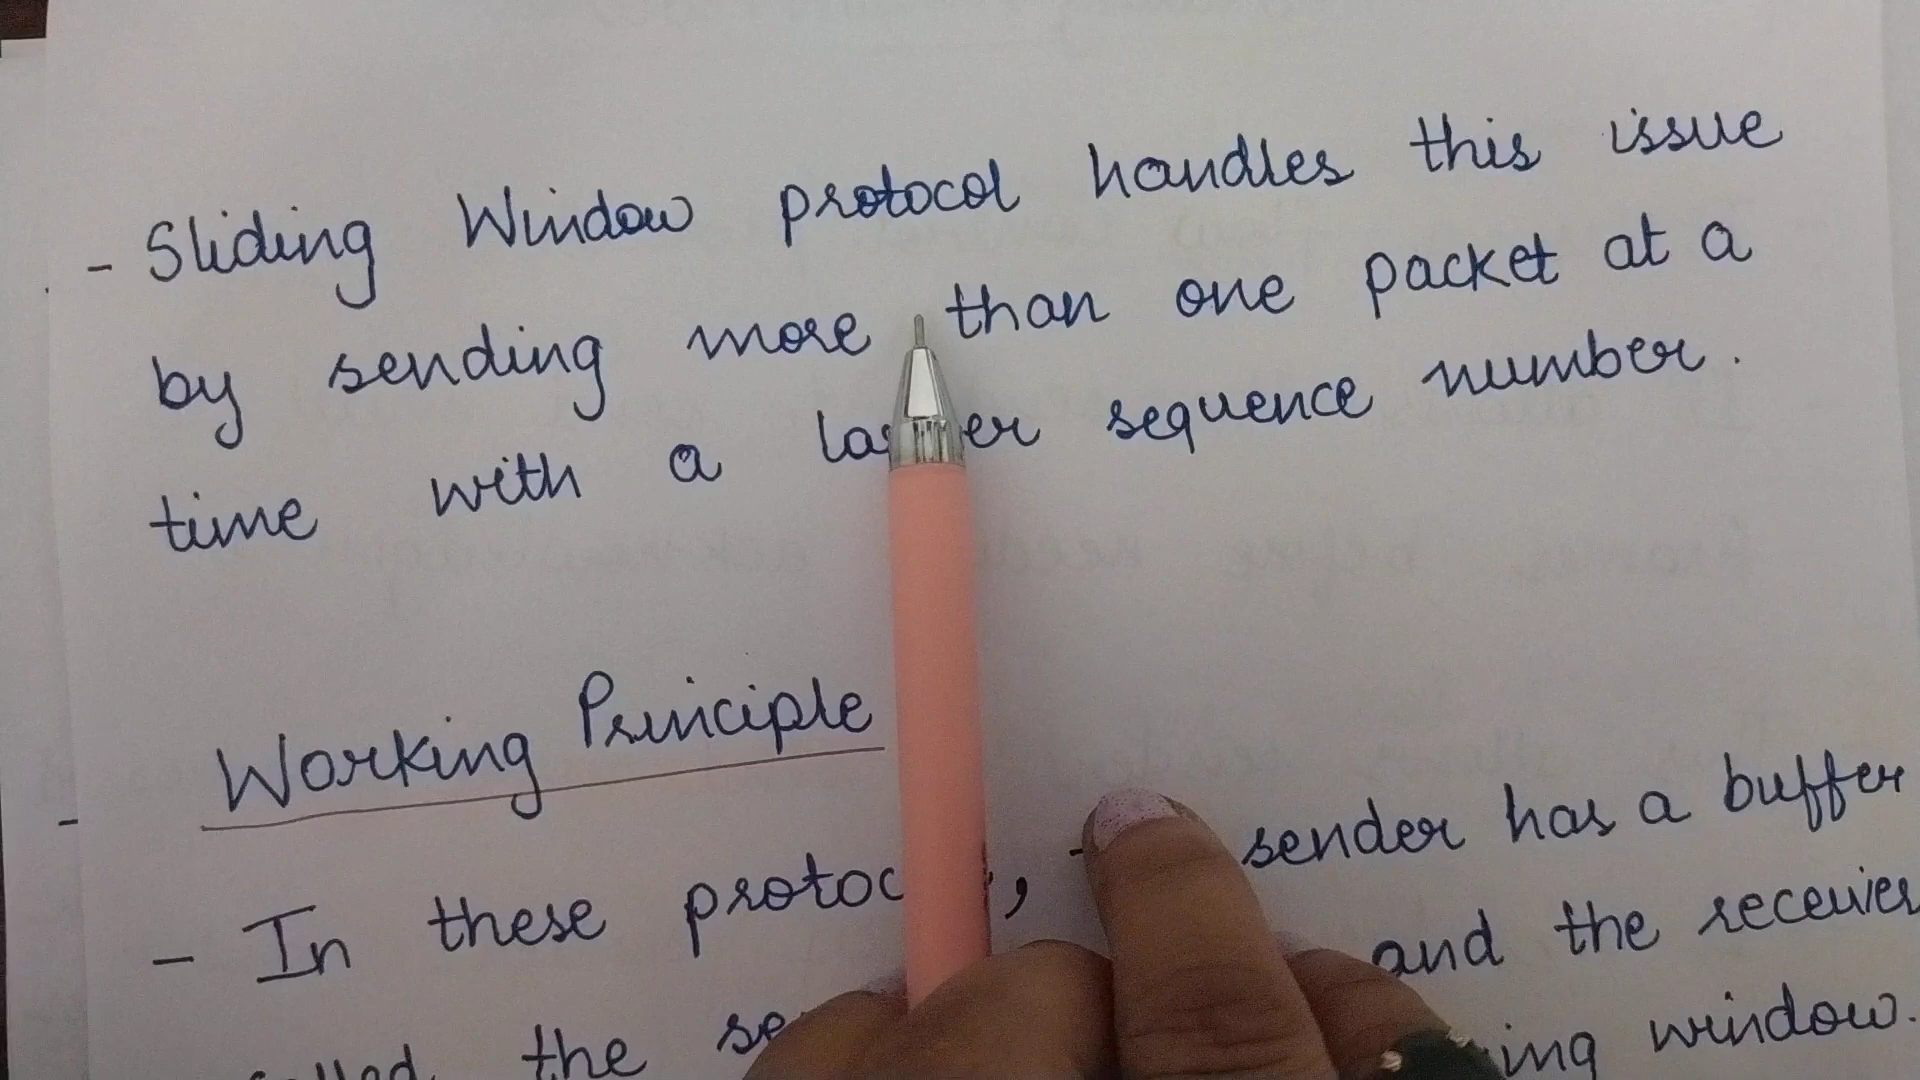 - Sliding Window protocol handles this issue
by sending more than one packet at a
time with a sequence number.
Working Principle
- In these , sender has a buffer
and the receiver
the window.